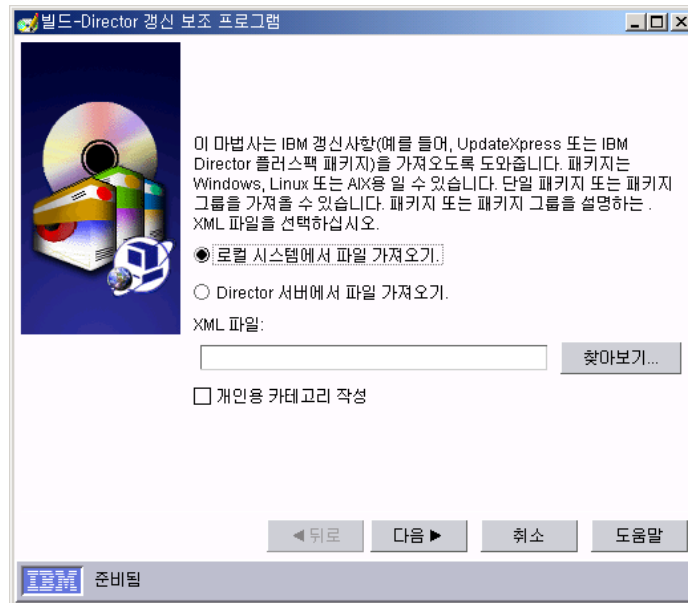 빌드-Director 갱신 보조 프로그램
이 마법사는 IBM 갱신사항(예를 들어, UpdateXpress 또는 IBM
Director 플러스팩 패키지)을 가져오도록 도와줍니다. 패키지는
Windows, Linux 또는 AIX용 일 수 있습니다. 단일 패키지 또는 패키지
그룹을 가져올 수 있습니다. 패키지 또는 패키지 그룹을 설명하는 .
XML 파일을 선택하십시오.
로컬 시스템에서 파일 가져오기.
Director 서버에서 파일 가져오기.
XML 파일:
찾아보기...
개인용 카테고리 작성
◀뒤로 다음▶ 취소 도움말
IBM 준비됨